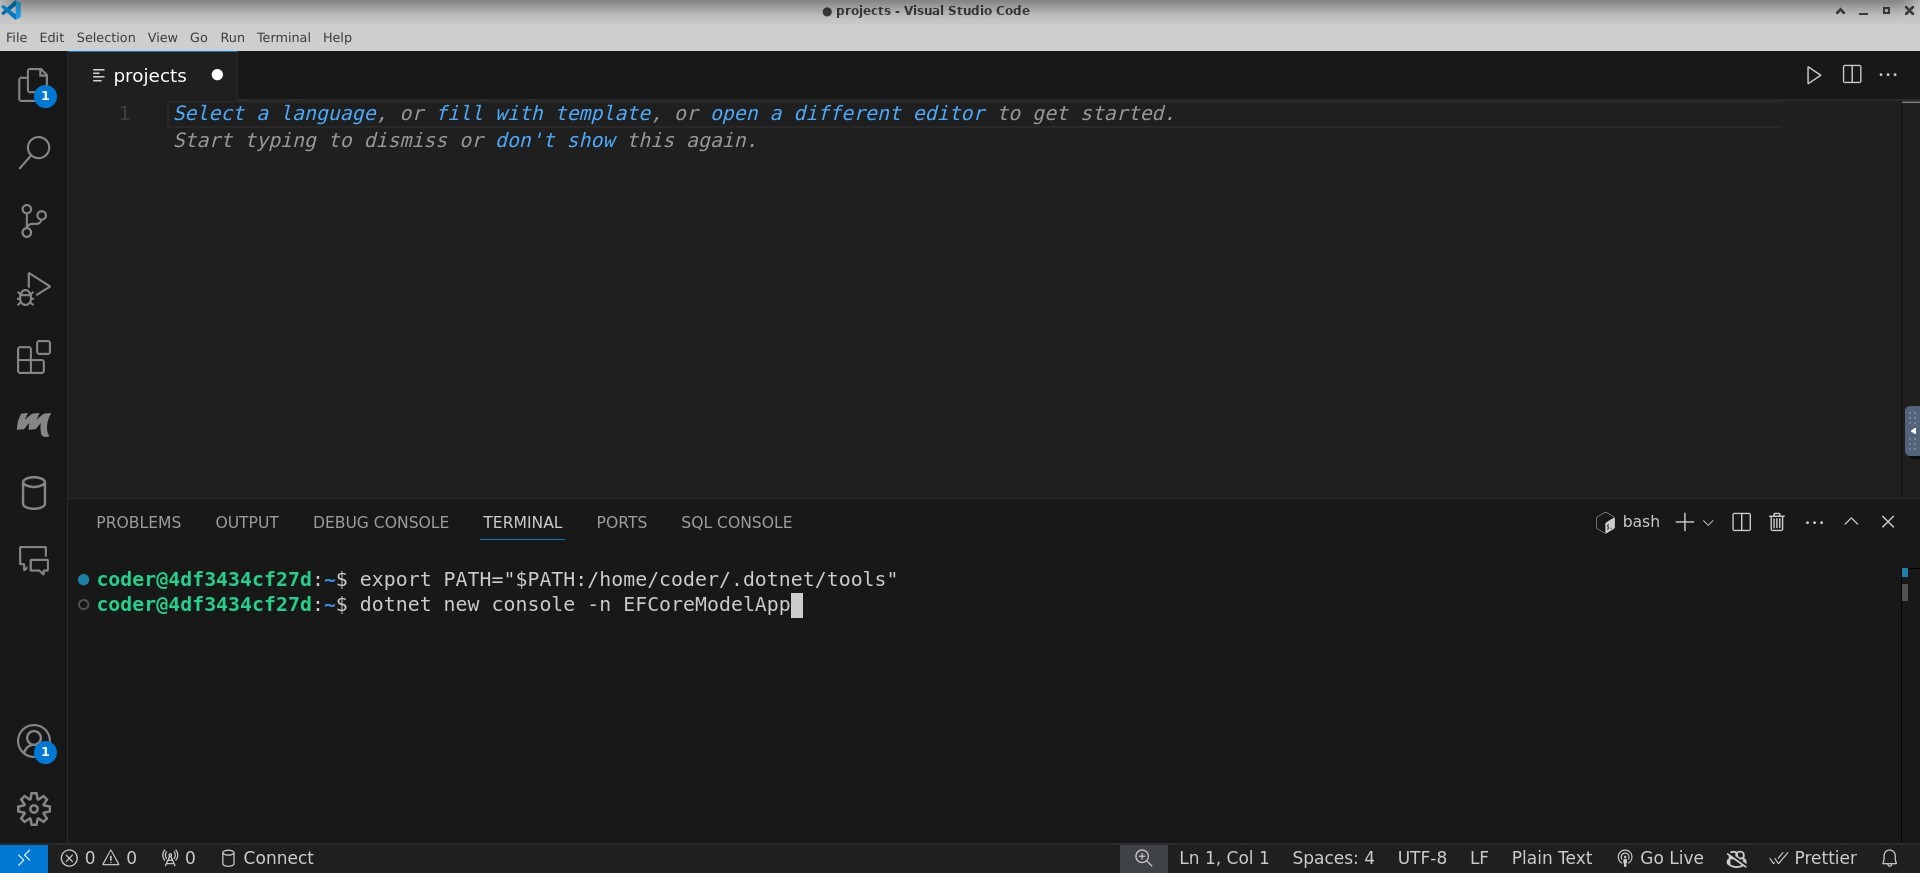 ● projects - Visual Studio Code
File Edit Selection View Go Run Terminal Help
1
projects
1 Select a language, or fill with template, or open a different editor to get started.
Start typing to dismiss or don't show this again.
PROBLEMS OUTPUT DEBUG CONSOLE TERMINAL PORTS SQL CONSOLE bash
coder@4df3434cf27d:~$ export PATH="$PATH:/home/coder/.dotnet/tools"
coder@4df3434cf27d:~$ dotnet new console -n EFCoreModelApp
1
0 0 0 Connect Ln 1, Col 1 Spaces: 4 UTF-8 LF Plain Text Go Live Prettier